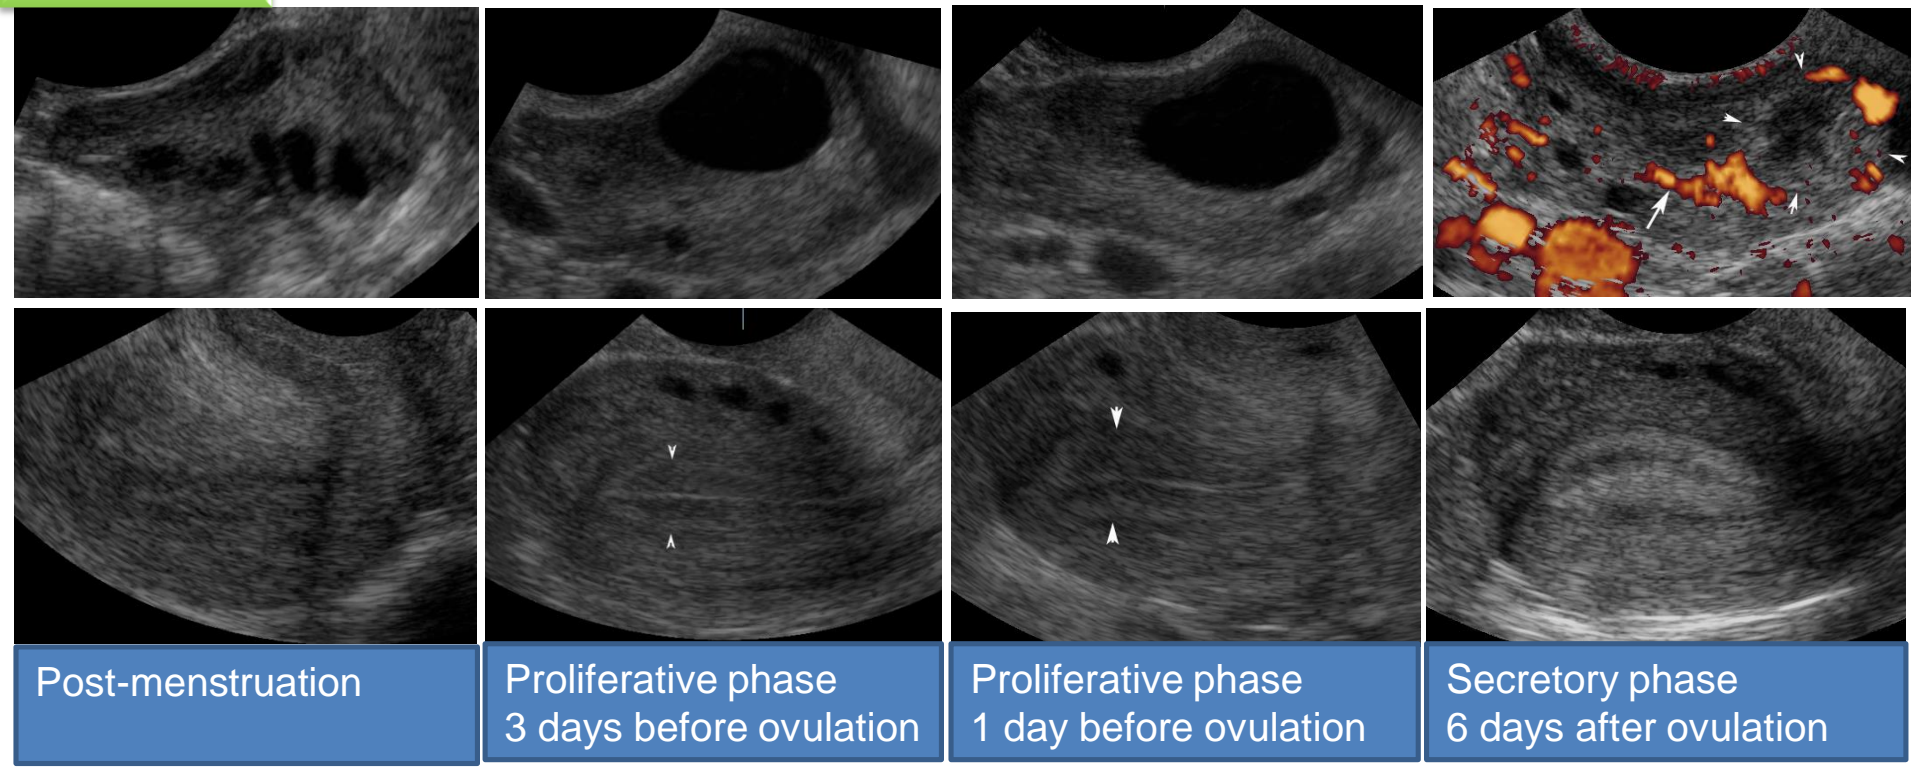 Post-menstruation
Proliferative phase
3 days before ovulation
Proliferative phase
1 day before ovulation
Secretory phase
6 days after ovulation